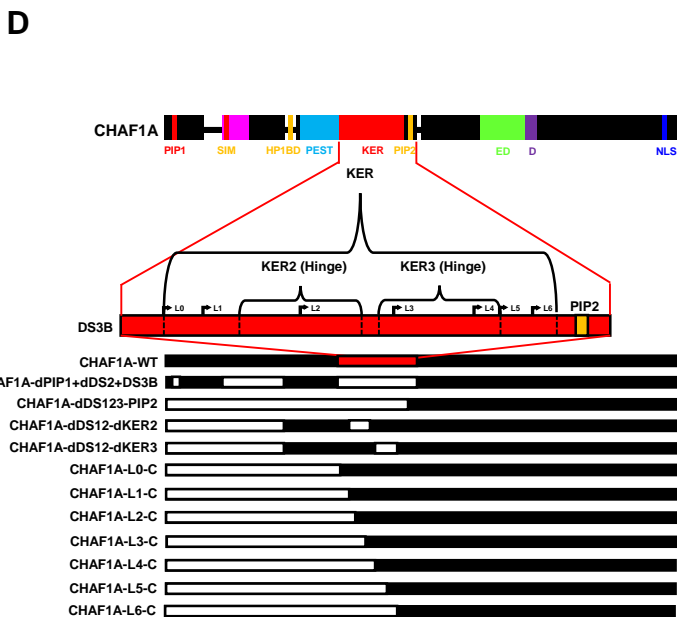 D
CHAF1A
PIP1 SIM HP1BD PEST KER PIP2 ED D NLS
KER
KER2 (Hinge) KER3 (Hinge)
L0 L1 L2 L3 L4 L5 L6 PIP2
DS3B
CHAF1A-WT
AF1A-dPIP1+dDS2+DS3B
CHAF1A-dDS123-PIP2
CHAF1A-dDS12-dKER2
CHAF1A-dDS12-dKER3
CHAF1A-L0-C
CHAF1A-L1-C
CHAF1A-L2-C
CHAF1A-L3-C
CHAF1A-L4-C
CHAF1A-L5-C
CHAF1A-L6-C